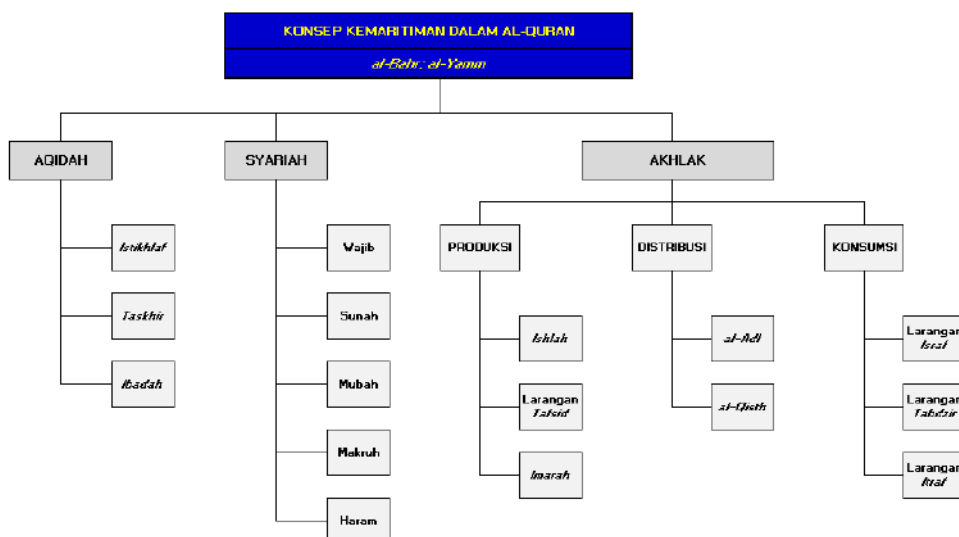 KONSEP KEMARITIMAN DALAM AL-QURAN
al-Bahr; al-Yamm
AQIDAH
SYARIAH
AKHLAK
Istikhlaf
Taskhir
Ibadah
Wajib
Sunah
Mubah
Makruh
Haram
PRODUKSI
DISTRIBUSI
KONSUMSI
Ishlah
Larangan
Tafsid
Imarah
al-Adl
al-Qisth
Larangan
Israf
Larangan
Tabdzir
Larangan
Itraf